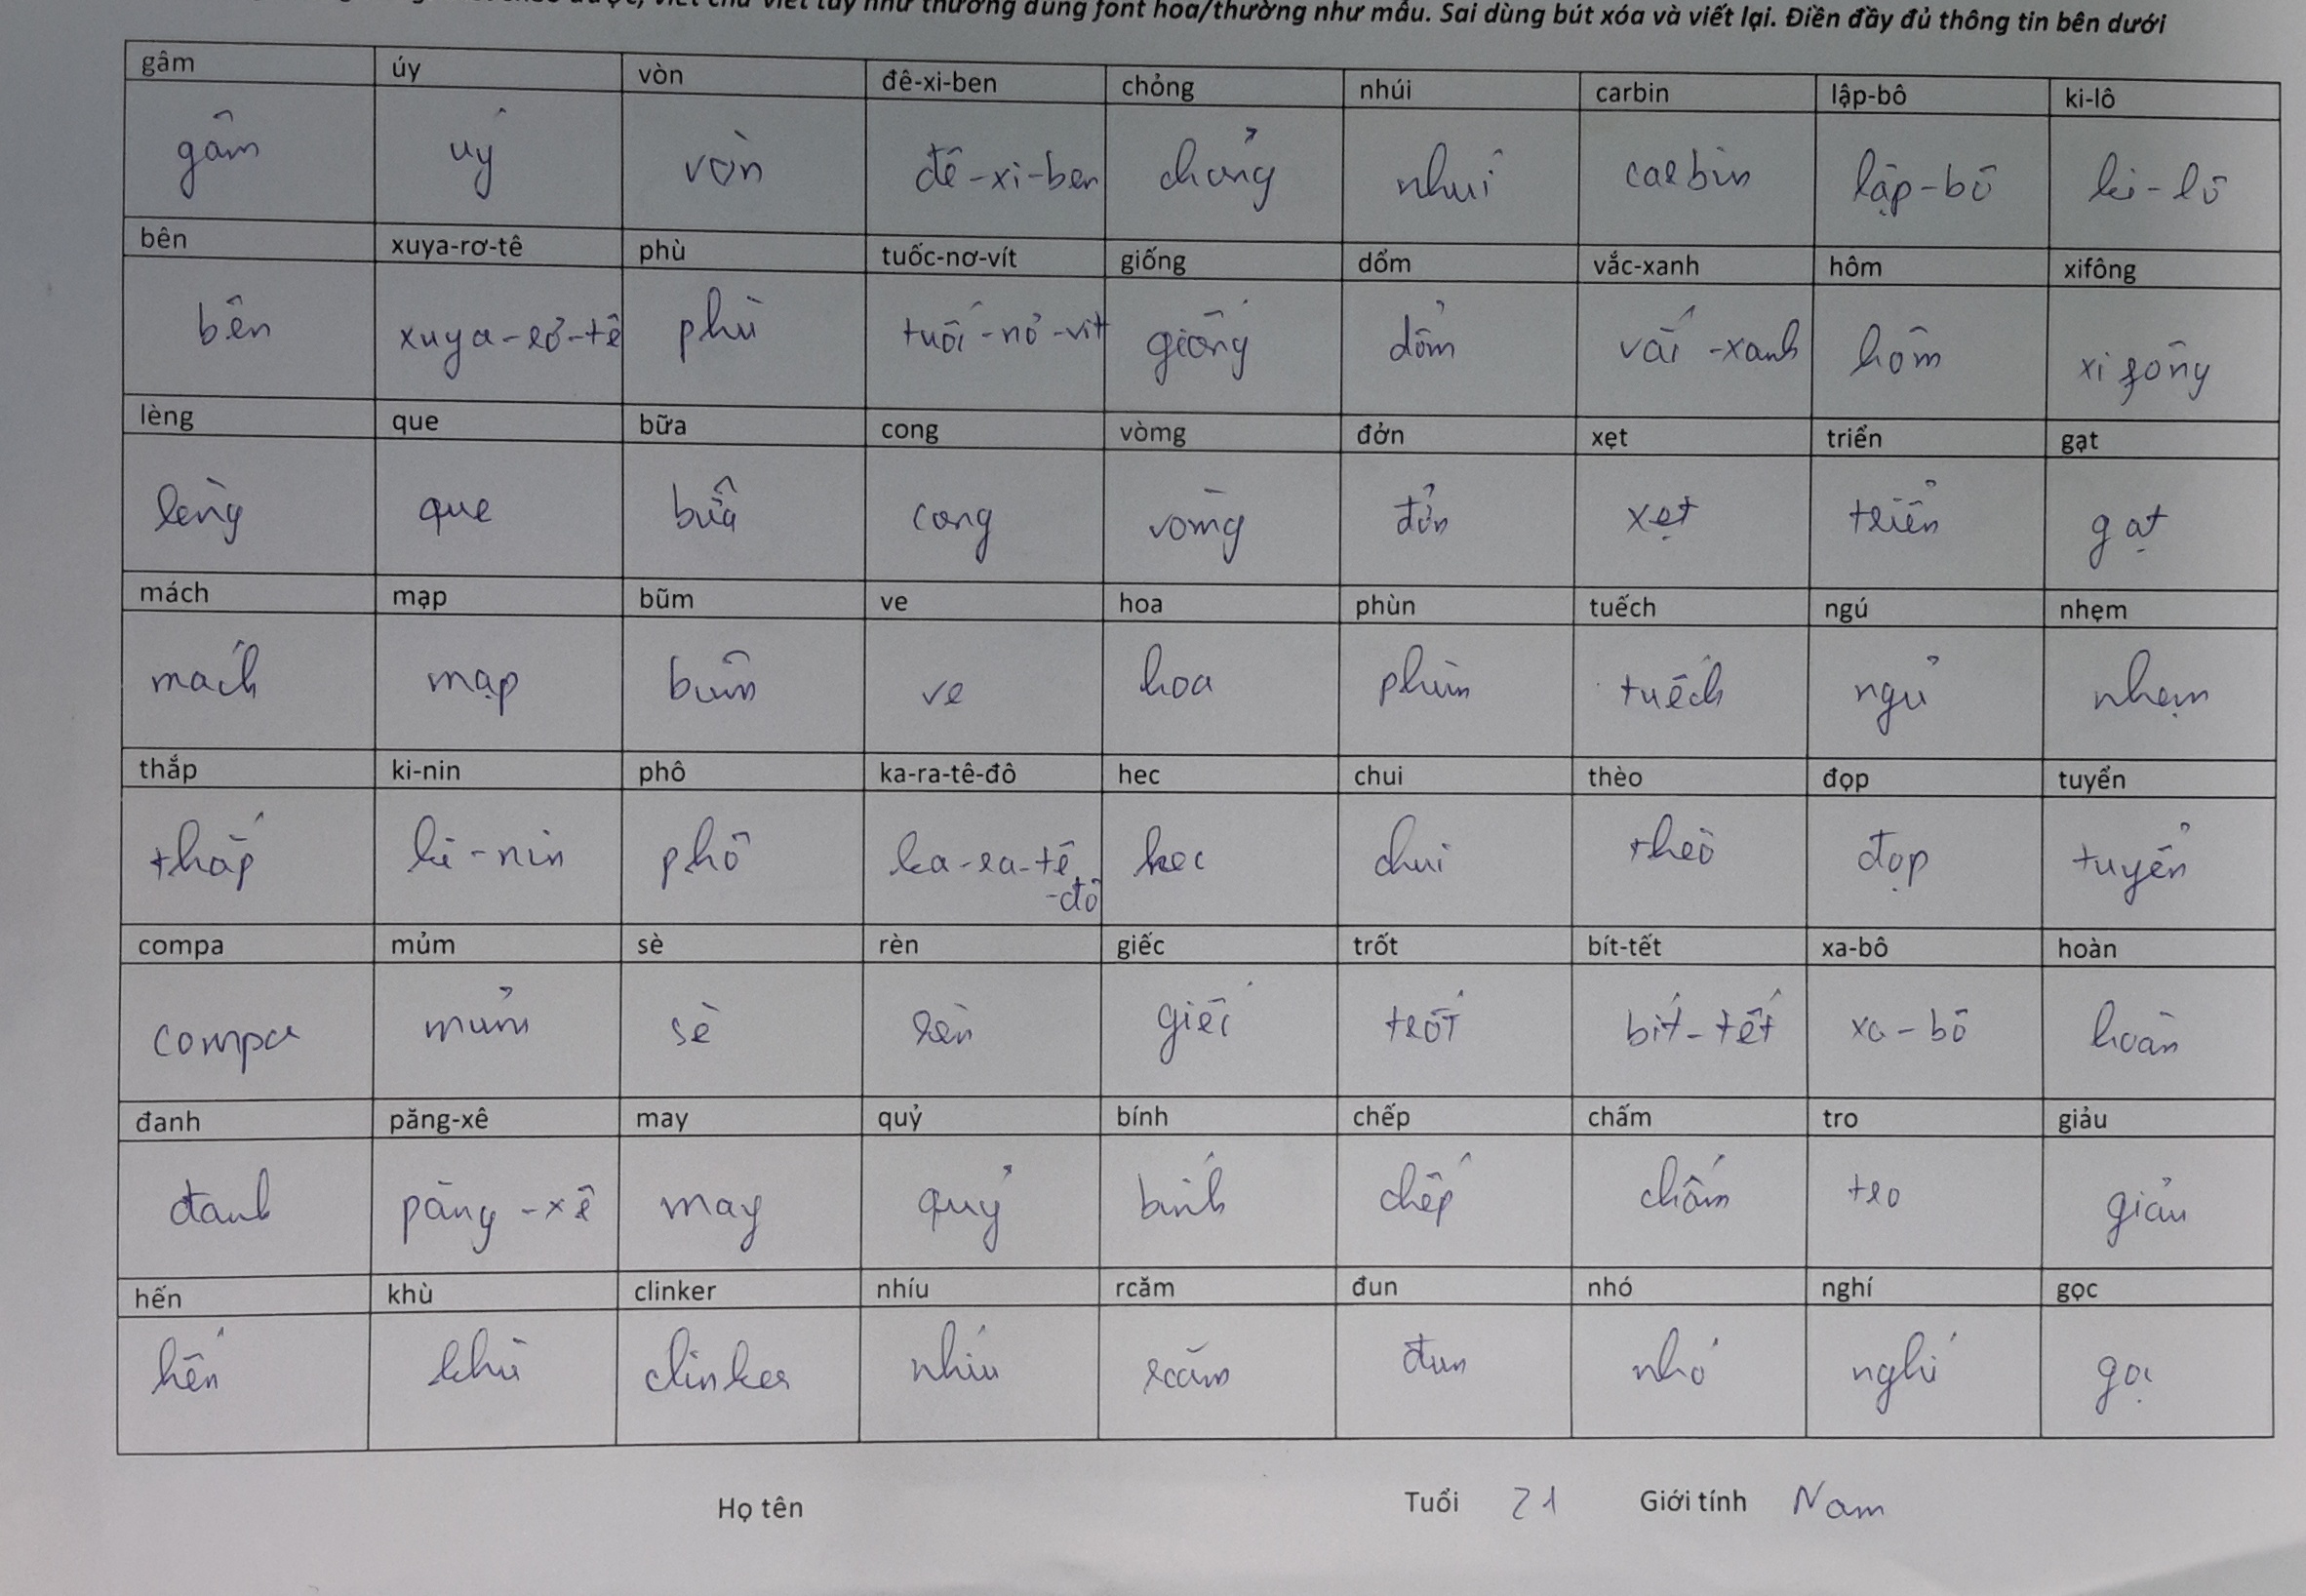 viết chữ viết tay như thường dùng font hoa/thường như mẫu. Sai dùng bút xóa và viết lại. Điền đầy đủ thông tin bên dưới
gâm úy vòn đê-xi-ben chỏng nhúi carbin lập-bô ki-lô
gâm úy vòn đê-xi-ben chỏng nhúi carbin lập-bô ki-lô
bên xuya-rơ-tê phù tuốc-nơ-vít giống dổm vắc-xanh hôm xifông
bên xuya-rở-tê phù tuốc-nở-vít giống dổm vắc-xanh hôm xifông
lèng que bữa cong vòmg đởn xẹt triển gạt
lèng que bữa cong vòmg đởn xẹt triển gạt
mách mạp bũm ve hoa phùn tuếch ngú nhẹm
mách mạp bũm ve hoa phùn tuếch ngủ nhẹm
thắp ki-nin phô ka-ra-tê-đô hec chui thèo đọp tuyển
thắp ki-nin phô ka-ra-tê hec chui thèo đọp tuyển
-đô
compa mủm sè rèn giếc trốt bít-tết xa-bô hoàn
compa mủm sè rèn giếc trốt bít-tết xa-bô hoàn
đanh păng-xê may quỷ bính chếp chấm tro giảu
đanh păng-xê may quỷ bính chếp chấm tro giảu
hến khù clinker nhíu rcăm đun nhó nghí gọc
hến khù clinker nhíu rcăm đun nhó nghí gọc
Họ tên Tuổi 21 Giới tính Nam